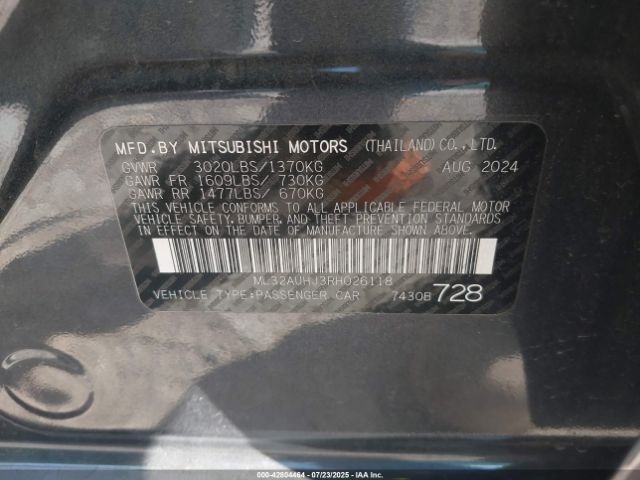 MFD.BY MITSUBISHI MOTORS (THAILAND) CO., LTD.
GVWR 3020LBS/1370KG AUG 2024
GAWR FR 1609LBS/ 730KG
GAWR RR 1477LBS/ 670KG
THIS VEHICLE CONFORMS TO ALL APPLICABLE FEDERAL MOTOR
VEHICLE SAFETY, BUMPER, AND THEFT PREVENTION STANDARDS
IN EFFECT ON THE DATE OF MANUFACTURE SHOWN ABOVE.
ML32AUHJ3RH026118
VEHICLE TYPE:PASSENGER CAR 7430B 728
000-42804464 - 07/23/2025 - IAA Inc.